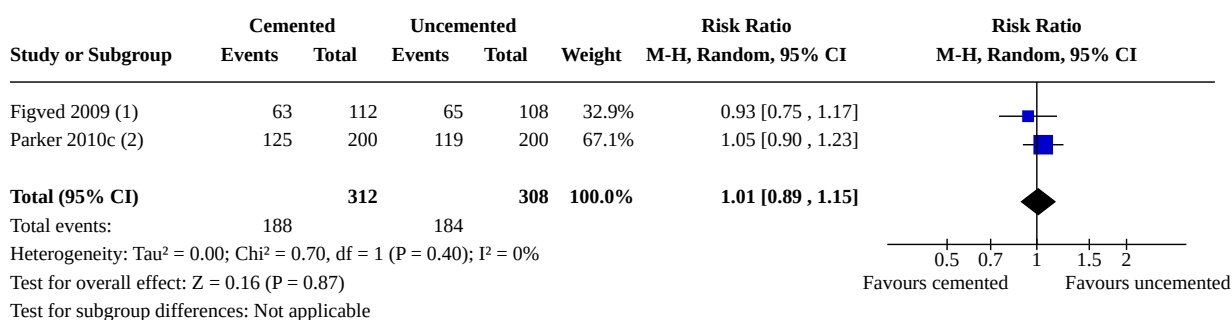 Cemented Uncemented Risk Ratio Risk Ratio
Study or Subgroup Events Total Events Total Weight M-H, Random, 95% CI M-H, Random, 95% CI
Figved 2009 (1) 63 112 65 108 32.9% 0.93 [0.75 , 1.17]
Parker 2010c (2) 125 200 119 200 67.1% 1.05 [0.90 , 1.23]
Total (95% CI) 312 308 100.0% 1.01 [0.89 , 1.15]
Total events: 188 184
Heterogeneity: Tau² = 0.00; Chi² = 0.70, df = 1 (P = 0.40); I² = 0%
0.5 0.7 1 1.5 2
Test for overall effect: Z = 0.16 (P = 0.87) Favours cemented Favours uncemented
Test for subgroup differences: Not applicable